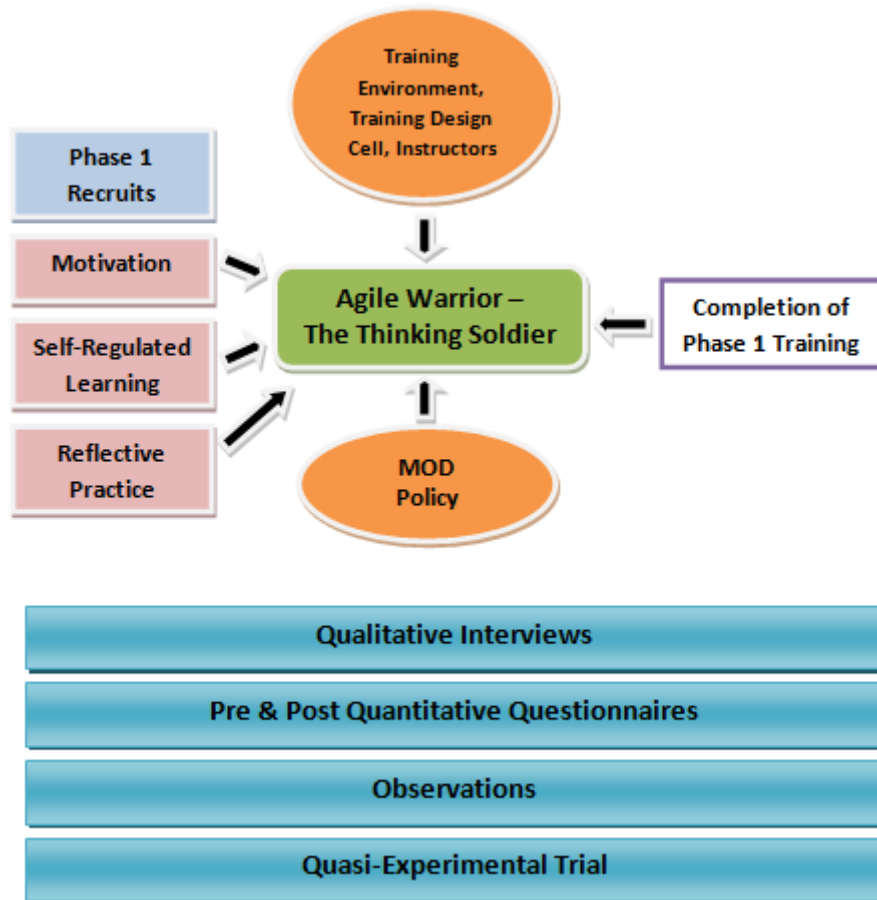 Training
Environment,
Training Design
Cell, Instructors
Phase 1
Recruits
Motivation
Self-Regulated
Learning
Reflective
Practice
Agile Warrior –
The Thinking Soldier
Completion of
Phase 1 Training
MOD
Policy
Qualitative Interviews
Pre & Post Quantitative Questionnaires
Observations
Quasi-Experimental Trial